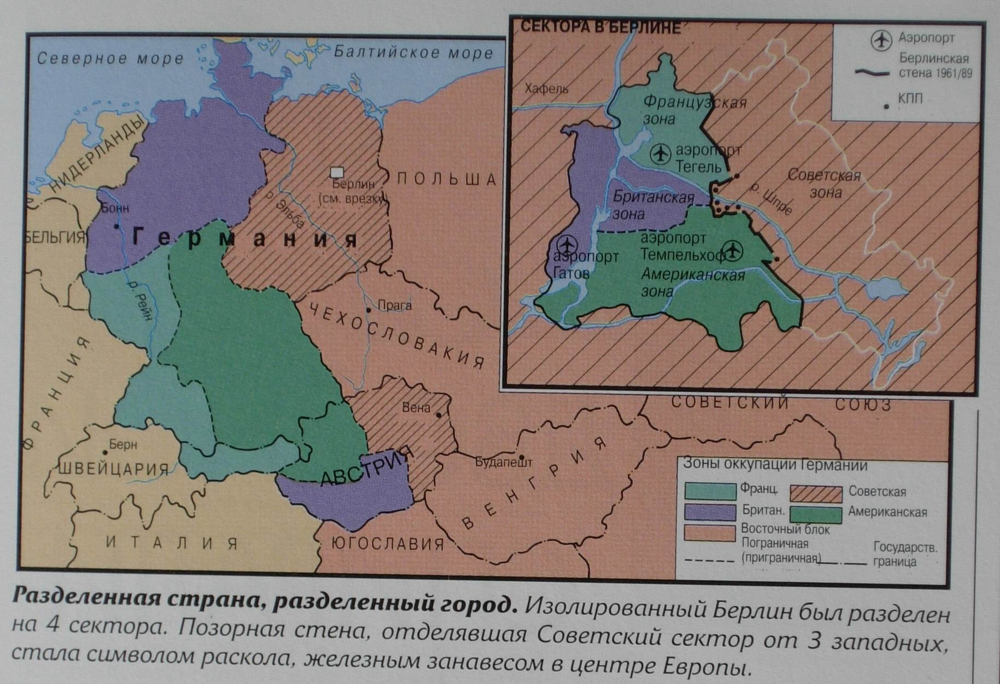 Северное море
Балтийское море
НИДЕРЛАНДЫ
Берлин
(см. врезку)
ПОЛЬША
р. Эльба
Бонн
БЕЛЬГИЯ
Германия
р. Рейн
Прага
ЧЕХОСЛОВАКИЯ
ФРАНЦИЯ
Вена
Берн
ШВЕЙЦАРИЯ
АВСТРИЯ
Будапешт
ВЕНГРИЯ
ИТАЛИЯ
ЮГОСЛАВИЯ
СОВЕТСКИЙ СОЮЗ
СЕКТОРА В БЕРЛИНЕ
Аэропорт
Берлинская
стена 1961/89
КПП
Хафель
Французская
зона
аэропорт
Тегель
Советская
зона
р. Шпре
Британская
зона
аэропорт
Темпельхоф
аэропорт
Гатов
Американская
зона
Зоны оккупации Германии
Франц.
Советская
Британ.
Американская
Восточный блок
Пограничная
(приграничная)
Государств.
граница
Разделенная страна, разделенный город. Изолированный Берлин был разделен
на 4 сектора. Позорная стена, отделявшая Советский сектор от 3 западных,
стала символом раскола, железным занавесом в центре Европы.